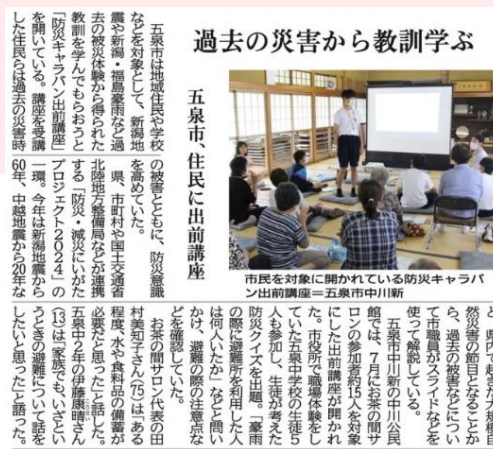 過去の災害から教訓学ぶ
五泉市、住民に出前講座
市民を対象に開かれている防災キャラバ
ン出前講座＝五泉市中川新
五泉市は地域住民や学校
などを対象として、新潟地
震や新潟・福島豪雨など過
去の被災体験から得られた
教訓を学んでもらおうと
「防災キャラバン出前講座」
を開いている。講座を受講
した住民らは過去の災害時
の被害とともに、防災意識
を高めていた。
県、市町村や国土交通省
北陸地方整備局などが連携
する「防災・減災にいがた
プロジェクト2024」の
一環。今年は新潟地震から
60年、中越地震から20年な
ど、県内で起きた大規模自
然災害の節目となることか
ら、過去の被害などについ
て市職員がスライドなどを
使って解説している。
五泉市中川新の中川公民
館では、7月にお茶の間サ
ロンの参加者約15人を対象
にした出前講座が開かれ
た。市役所で職場体験をし
ていた五泉中学校の生徒5
人も参加し、生徒が考えた
防災クイズを出題。「豪雨
の際に避難所を利用した人
は何人いたか」などと問い
かけ、避難の際の注意点な
どを確認していた。
お茶の間サロン代表の田
村美知子さん(75)は「ある
程度、水や食料品の備蓄が
必要だと思った」と話した。
五泉中2年の伊藤康晴さん
(13)は「家族でも、いざとい
うときの避難について話を
したいと思った」と語った。